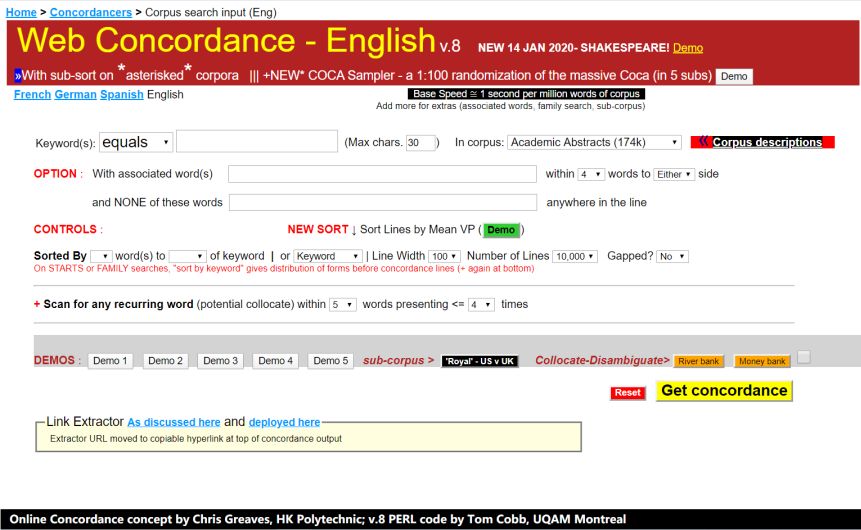 Home > Concordancers > Corpus search input (Eng)
Web Concordance - English v.8 NEW 14 JAN 2020- SHAKESPEARE! Demo
»With sub-sort on *asterisked* corpora ||| +NEW* COCA Sampler - a 1:100 randomization of the massive Coca (in 5 subs) Demo
French German Spanish English
Base Speed ≅ 1 second per million words of corpus
Add more for extras (associated words, family search, sub-corpus)
Keyword(s): equals (Max chars. 30) In corpus: Academic Abstracts (174k) « Corpus descriptions
OPTION : With associated word(s) within 4 words to Either side
and NONE of these words anywhere in the line
CONTROLS : NEW SORT ↓ Sort Lines by Mean VP ( Demo )
Sorted By word(s) to of keyword | or Keyword | Line Width 100 Number of Lines 10,000 Gapped? No
On STARTS or FAMILY searches, "sort by keyword" gives distribution of forms before concordance lines (+ again at bottom)
+ Scan for any recurring word (potential collocate) within 5 words presenting <= 4 times
DEMOS : Demo 1 Demo 2 Demo 3 Demo 4 Demo 5 sub-corpus > 'Royal' - US v UK Collocate-Disambiguate> River bank Money bank
Reset Get concordance
Link Extractor As discussed here and deployed here
Extractor URL moved to copiable hyperlink at top of concordance output
Online Concordance concept by Chris Greaves, HK Polytechnic; v.8 PERL code by Tom Cobb, UQAM Montreal